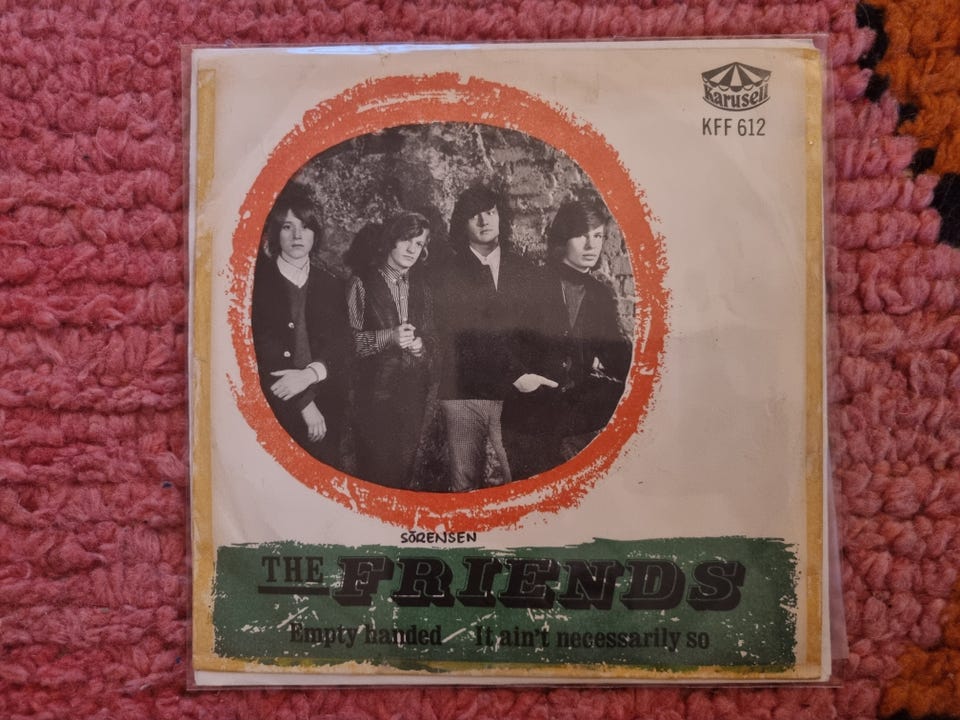 Karusell
KFF 612
SÖRENSEN
THE FRIENDS
Empty handed It ain't necessarily so